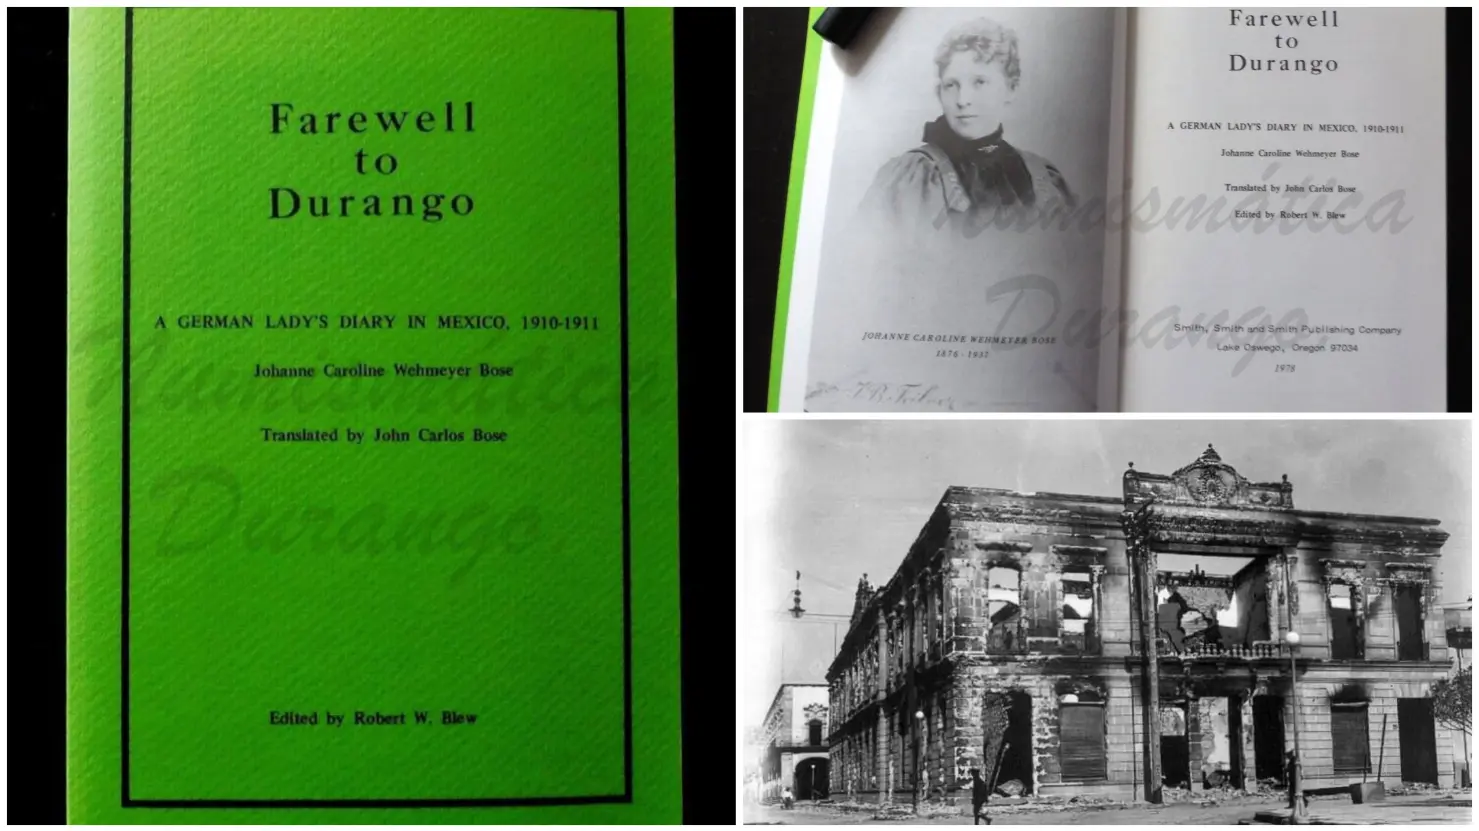 Farewell
to
Durango
A GERMAN LADY'S DIARY IN MEXICO, 1910-1911
Johanne Caroline Wehmeyer Bose
Translated by John Carlos Bose
Numismática
Durango
Edited by Robert W. Blew
JOHANNE CAROLINE WEHMEYER BOSE
1876 - 1937
Farewell
to
Durango
A GERMAN LADY'S DIARY IN MEXICO, 1910-1911
Johanne Caroline Wehmeyer Bose
Translated by John Carlos Bose
Edited by Robert W. Blew
Numismática
Durango
Smith, Smith and Smith Publishing Company
Lake Oswego, Oregon 97034
1978